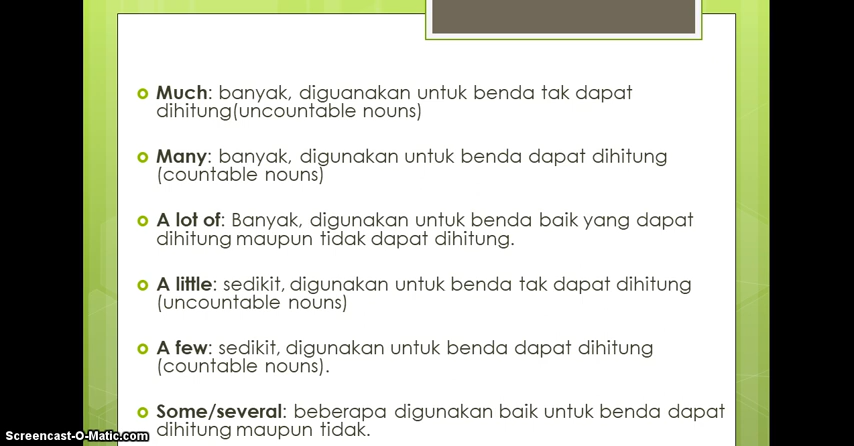 Much: banyak, diguanakan untuk benda tak dapat
dihitung(uncountable nouns)
Many: banyak, digunakan untuk benda dapat dihitung
(countable nouns)
A lot of: Banyak, digunakan untuk benda baik yang dapat
dihitung maupun tidak dapat dihitung.
A little: sedikit, digunakan untuk benda tak dapat dihitung
(uncountable nouns)
A few: sedikit, digunakan untuk benda dapat dihitung
(countable nouns).
Some/several: beberapa digunakan baik untuk benda dapat
dihitung maupun tidak.
Screencast-O-Matic.com